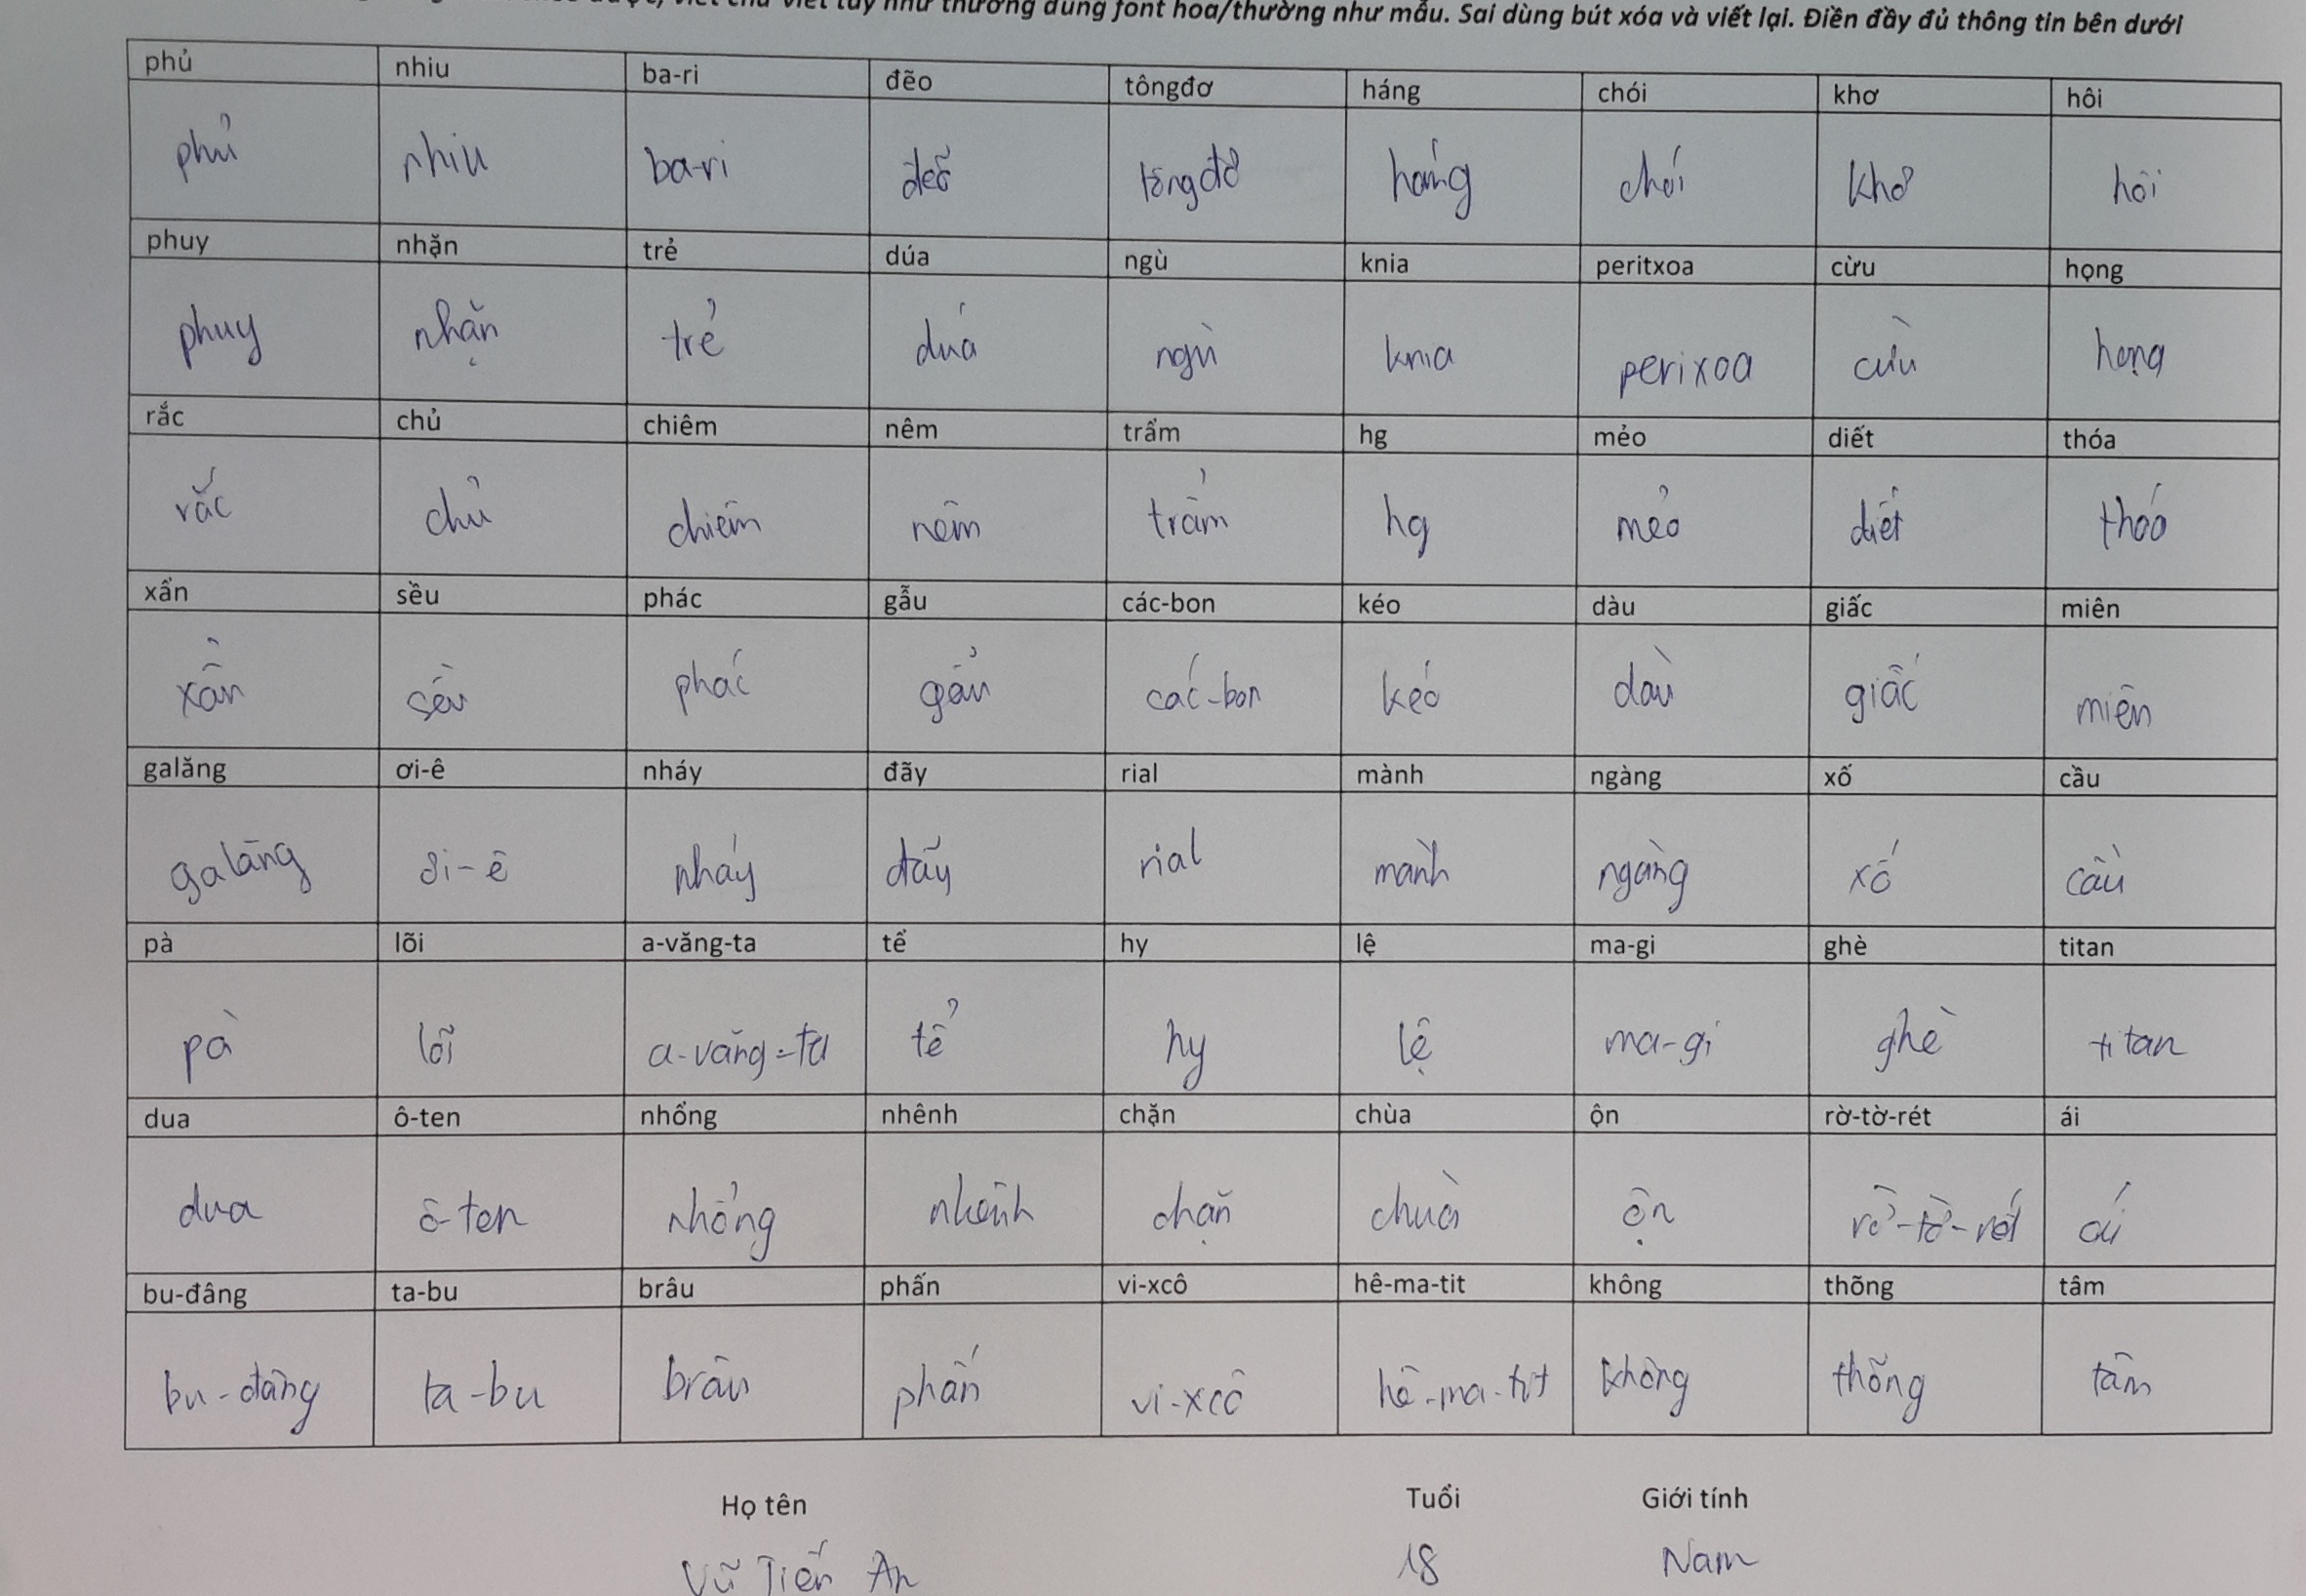 viết chữ viết tay như thường dùng font hoa/thường như mẫu. Sai dùng bút xóa và viết lại. Điền đầy đủ thông tin bên dưới
phủ nhiu ba-ri đẽo tôngđơ háng chói khơ hôi
phủ nhiu ba-ri đẽo tôngđơ háng chói khơ hôi
phuy nhặn trẻ dúa ngù knia peritxoa cừu họng
phuy nhặn trẻ dúa ngù knia perixoa cừu họng
rắc chủ chiêm nêm trẩm hg mẻo diết thóa
rắc chủ chiêm nêm trẩm hg mẻo diết thóa
xẩn sều phác gẫu các-bon kéo dàu giấc miên
xẩn sều phác gẩu các-bon kéo dàu giấc miên
galăng ơi-ê nháy đãy rial mành ngàng xố cầu
galăng ơi-ê nháy đãy rial mành ngàng xố cầu
pà lõi a-văng-ta tể hy lệ ma-gi ghè titan
pà lõi a-văng-ta tể hy lệ ma-gi ghè titan
dua ô-ten nhổng nhênh chặn chùa ộn rờ-tờ-rét ái
dua ô-ten nhổng nhênh chặn chùa ộn rờ-tờ-rét ái
bu-đâng ta-bu brâu phấn vi-xcô hê-ma-tit không thõng tâm
bu-đâng ta-bu brâu phấn vi-xcô hê-ma-tit không thõng tâm
Họ tên Tuổi Giới tính
Vũ Tiến An 18 Nam